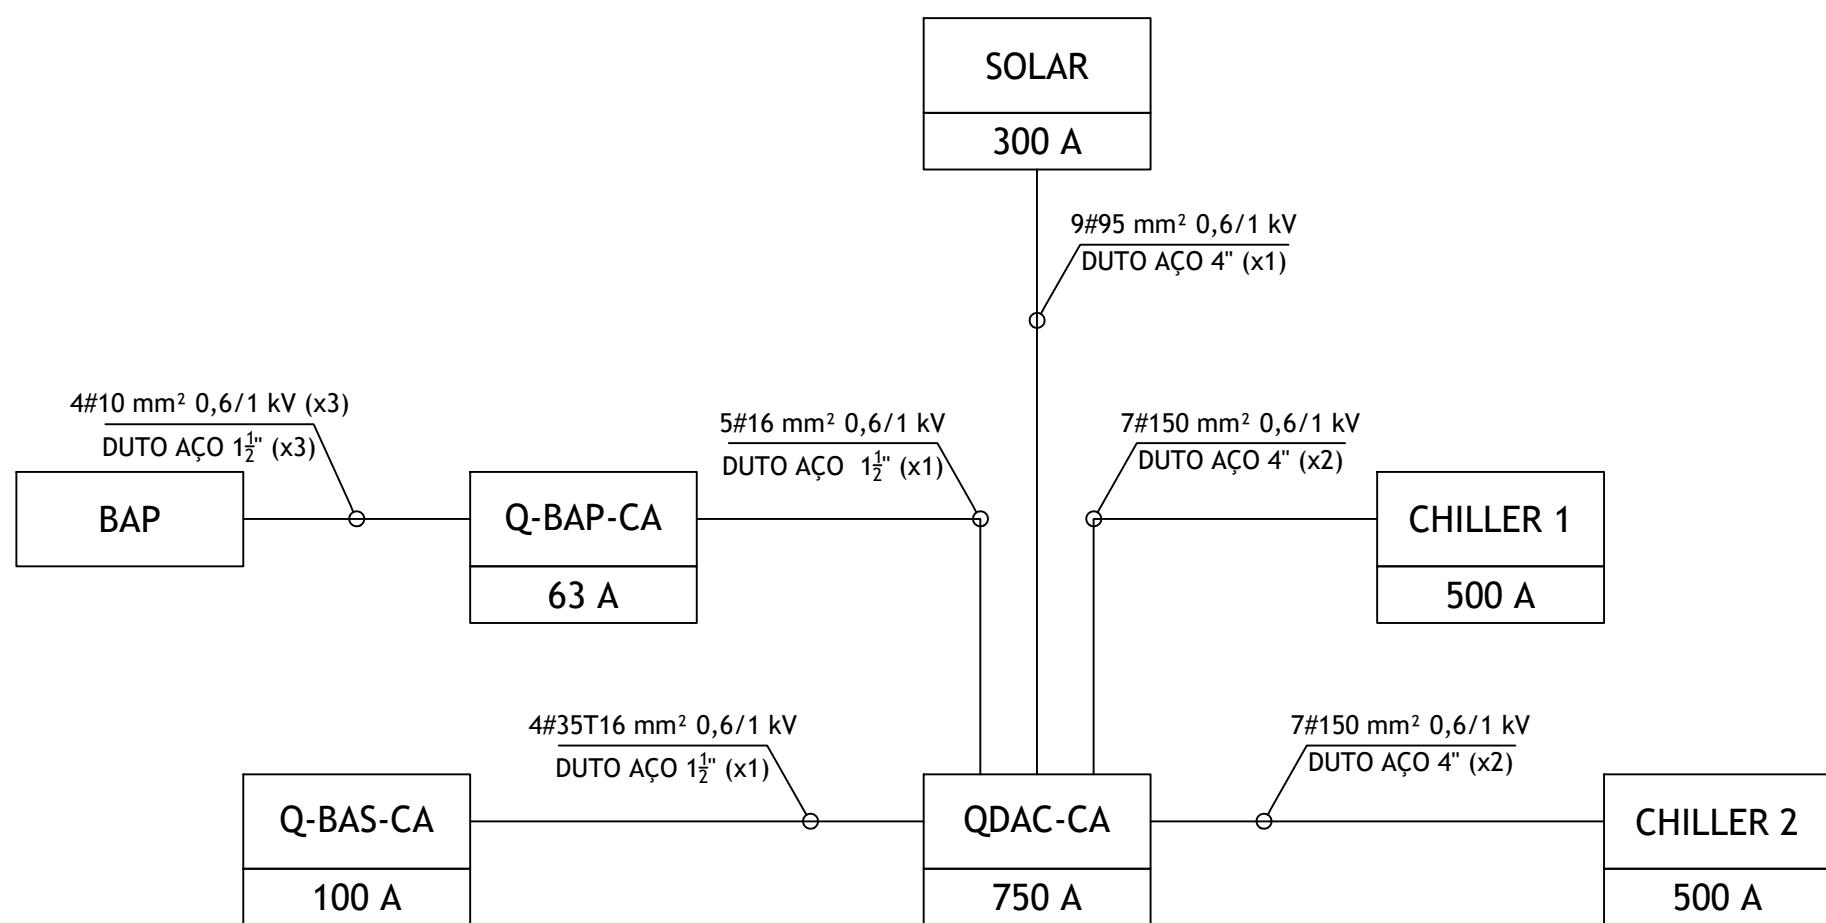 SOLAR
300 A
9#95 mm² 0,6/1 kV
DUTO AÇO 4" (x1)
4#10 mm² 0,6/1 kV (x3)
DUTO AÇO 1½" (x3)
5#16 mm² 0,6/1 kV
DUTO AÇO 1½" (x1)
7#150 mm² 0,6/1 kV
DUTO AÇO 4" (x2)
BAP
Q-BAP-CA
63 A
CHILLER 1
500 A
4#35T16 mm² 0,6/1 kV
DUTO AÇO 1½" (x1)
7#150 mm² 0,6/1 kV
DUTO AÇO 4" (x2)
Q-BAS-CA
100 A
QDAC-CA
750 A
CHILLER 2
500 A